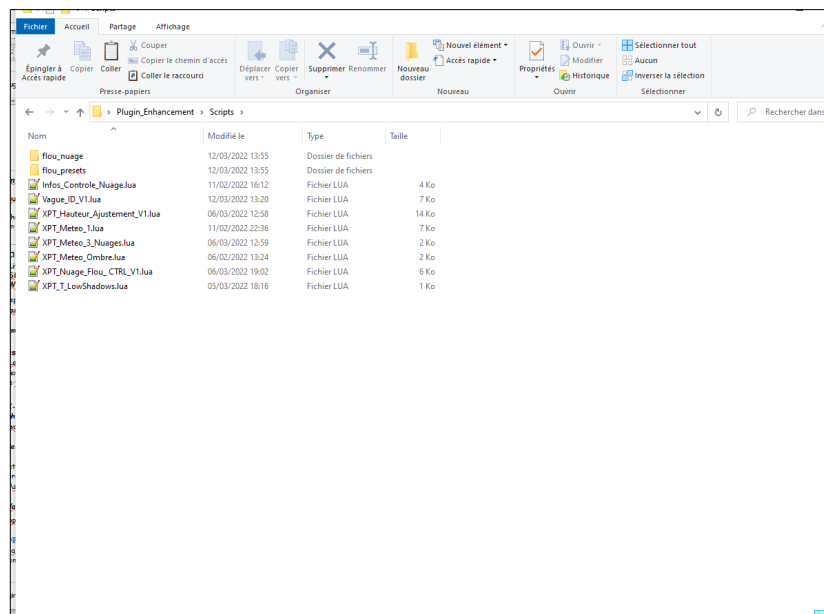 Fichier Accueil Partage Affichage
Épingler à Accès rapide
Copier
Coller
Couper
Copier le chemin d'accès
Coller le raccourci
Presse-papiers
Déplacer vers
Copier vers
Supprimer
Renommer
Organiser
Nouveau dossier
Nouvel élément
Accès rapide
Nouveau
Propriétés
Ouvrir
Modifier
Historique
Ouvrir
Sélectionner tout
Aucun
Inverser la sélection
Sélectionner
Plugin_Enhancement Scripts
Rechercher dans
Nom Modifié le Type Taille
flou_nuage 12/03/2022 13:55 Dossier de fichiers
flou_presets 12/03/2022 13:55 Dossier de fichiers
Infos_Controle_Nuage.lua 11/02/2022 16:12 Fichier LUA 4 Ko
Vague_ID_V1.lua 12/03/2022 13:20 Fichier LUA 7 Ko
XPT_Hauteur_Ajustement_V1.lua 06/03/2022 12:58 Fichier LUA 14 Ko
XPT_Meteo_1.lua 11/02/2022 22:36 Fichier LUA 7 Ko
XPT_Meteo_3_Nuages.lua 06/03/2022 12:59 Fichier LUA 2 Ko
XPT_Meteo_Ombre.lua 06/02/2022 13:24 Fichier LUA 2 Ko
XPT_Nuage_Flou_ CTRL_V1.lua 06/03/2022 19:02 Fichier LUA 6 Ko
XPT_T_LowShadows.lua 05/03/2022 18:16 Fichier LUA 1 Ko